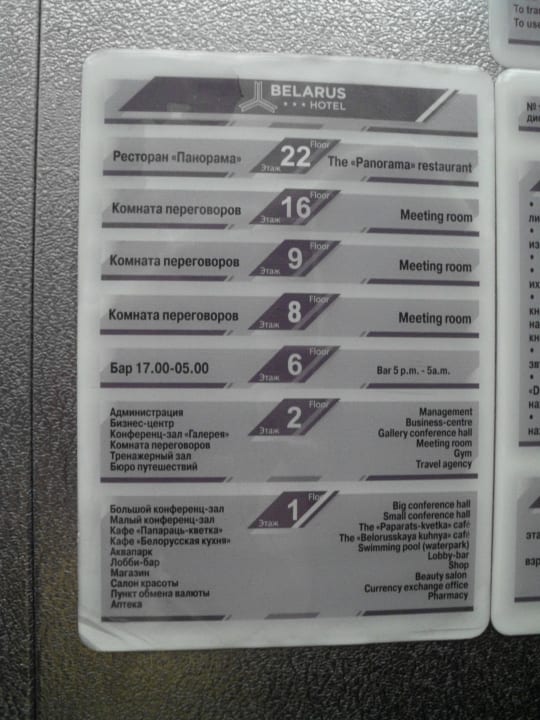 BELARUS
★★★ HOTEL
Ресторан «Панорама» Этаж 22 Floor The «Panorama» restaurant
Комната переговоров Этаж 16 Floor Meeting room
Комната переговоров Этаж 9 Floor Meeting room
Комната переговоров Этаж 8 Floor Meeting room
Бар 17.00-05.00 Этаж 6 Floor Bar 5 p.m. - 5a.m.
Этаж 2 Floor
Администрация Management
Бизнес-центр Business-centre
Конференц-зал «Галерея» Gallery conference hall
Комната переговоров Meeting room
Тренажерный зал Gym
Бюро путешествий Travel agency
Этаж 1 Floor
Большой конференц-зал Big conference hall
Малый конференц-зал Small conference hall
Кафе «Папараць-кветка» The «Paparats-kvetka» café
Кафе «Белорусская кухня» The «Belorusskaya kuhnya» café
Аквапарк Swimming pool (waterpark)
Лобби-бар Lobby-bar
Магазин Shop
Салон красоты Beauty salon
Пункт обмена валюты Currency exchange office
Аптека Pharmacy
To
To use